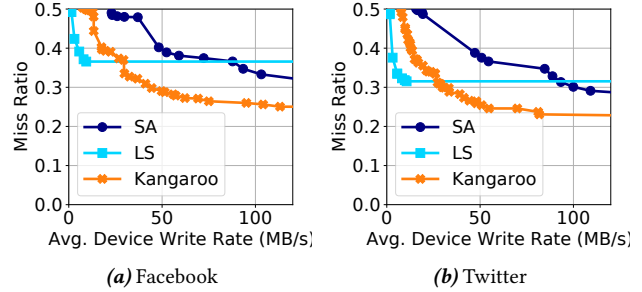 0.5
0.4
0.3
0.2
0.1
0.0
Miss Ratio
SA
LS
Kangaroo
0
50
100
Avg. Device Write Rate (MB/s)
(a) Facebook
0.5
0.4
0.3
0.2
0.1
0.0
Miss Ratio
SA
LS
Kangaroo
0
50
100
Avg. Device Write Rate (MB/s)
(b) Twitter